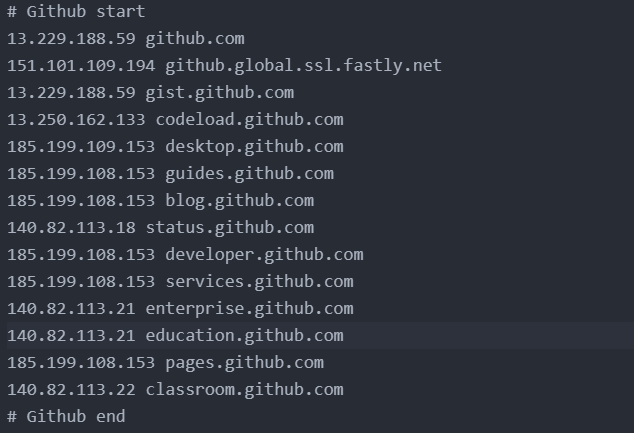 # Github start
13.229.188.59 github.com
151.101.109.194 github.global.ssl.fastly.net
13.229.188.59 gist.github.com
13.250.162.133 codeload.github.com
185.199.109.153 desktop.github.com
185.199.108.153 guides.github.com
185.199.108.153 blog.github.com
140.82.113.18 status.github.com
185.199.108.153 developer.github.com
185.199.108.153 services.github.com
140.82.113.21 enterprise.github.com
140.82.113.21 education.github.com
185.199.108.153 pages.github.com
140.82.113.22 classroom.github.com
# Github end